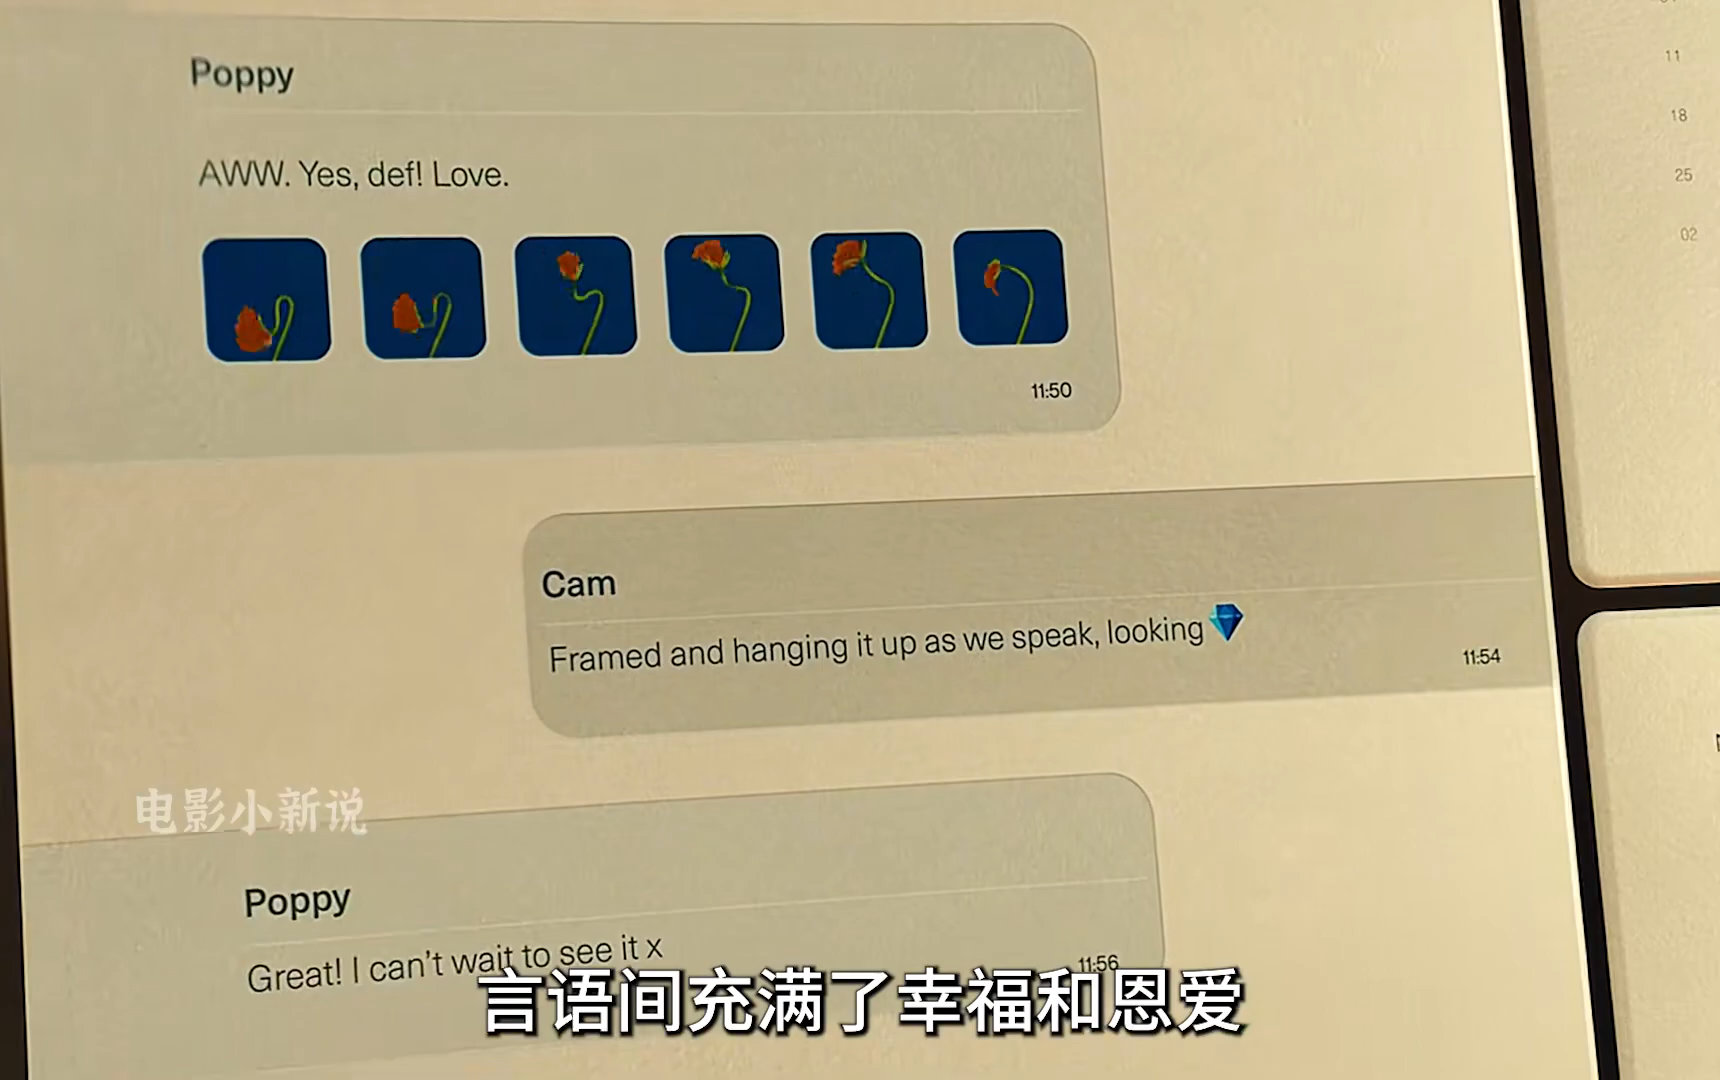 Poppy
AWW. Yes, def! Love.
11:50
Cam
Framed and hanging it up as we speak, looking
11:54
Poppy
Great! I can't wait to see it x
11:56
言语间充满了幸福和恩爱
电影小新说
11
18
25
02